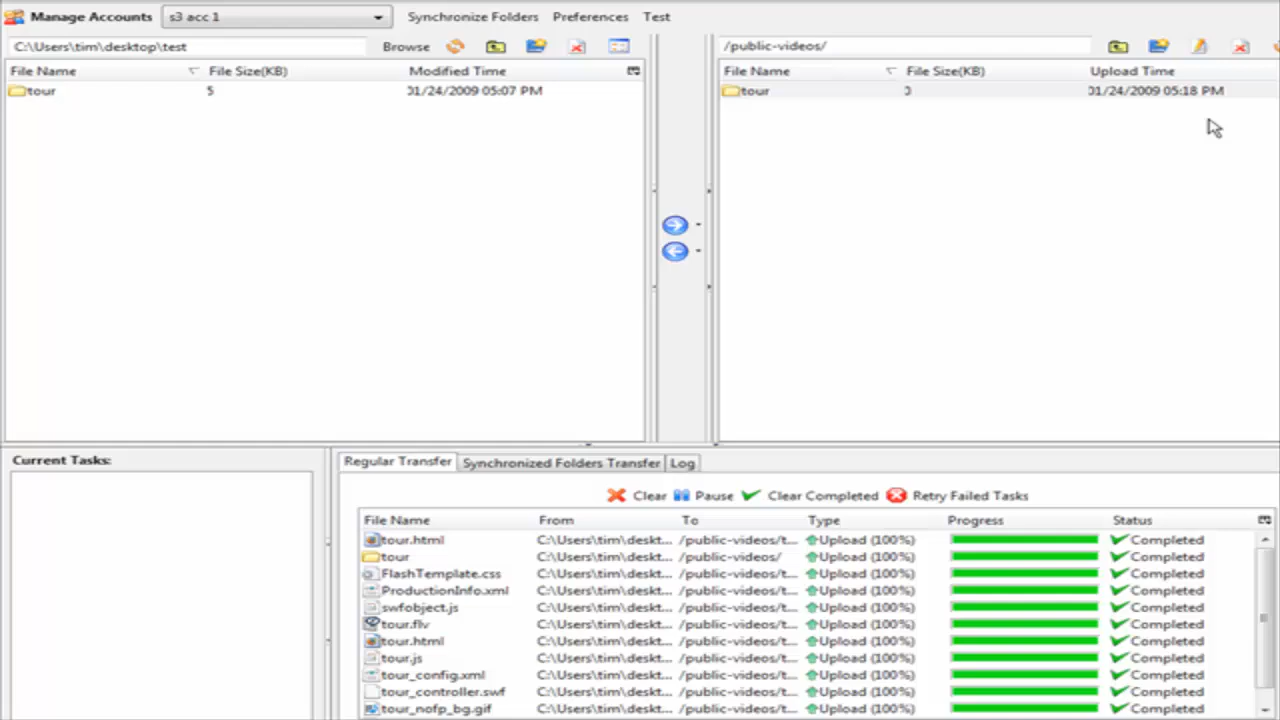 Manage Accounts s3 acc 1 Synchronize Folders Preferences Test
C:\Users\tim\desktop\test Browse /public-videos/
File Name File Size(KB) Modified Time File Name File Size(KB) Upload Time
tour 5 01/24/2009 05:07 PM tour 0 01/24/2009 05:18 PM
Current Tasks: Regular Transfer Synchronized Folders Transfer Log
Clear Pause Clear Completed Retry Failed Tasks
File Name From To Type Progress Status
tour.html C:\Users\tim\deskt... /public-videos/t... Upload (100%) Completed
tour C:\Users\tim\deskt... /public-videos/ Upload (100%) Completed
FlashTemplate.css C:\Users\tim\deskt... /public-videos/t... Upload (100%) Completed
ProductionInfo.xml C:\Users\tim\deskt... /public-videos/t... Upload (100%) Completed
swfobject.js C:\Users\tim\deskt... /public-videos/t... Upload (100%) Completed
tour.flv C:\Users\tim\deskt... /public-videos/t... Upload (100%) Completed
tour.html C:\Users\tim\deskt... /public-videos/t... Upload (100%) Completed
tour.js C:\Users\tim\deskt... /public-videos/t... Upload (100%) Completed
tour_config.xml C:\Users\tim\deskt... /public-videos/t... Upload (100%) Completed
tour_controller.swf C:\Users\tim\deskt... /public-videos/t... Upload (100%) Completed
tour_nofp_bg.gif C:\Users\tim\deskt... /public-videos/t... Upload (100%) Completed